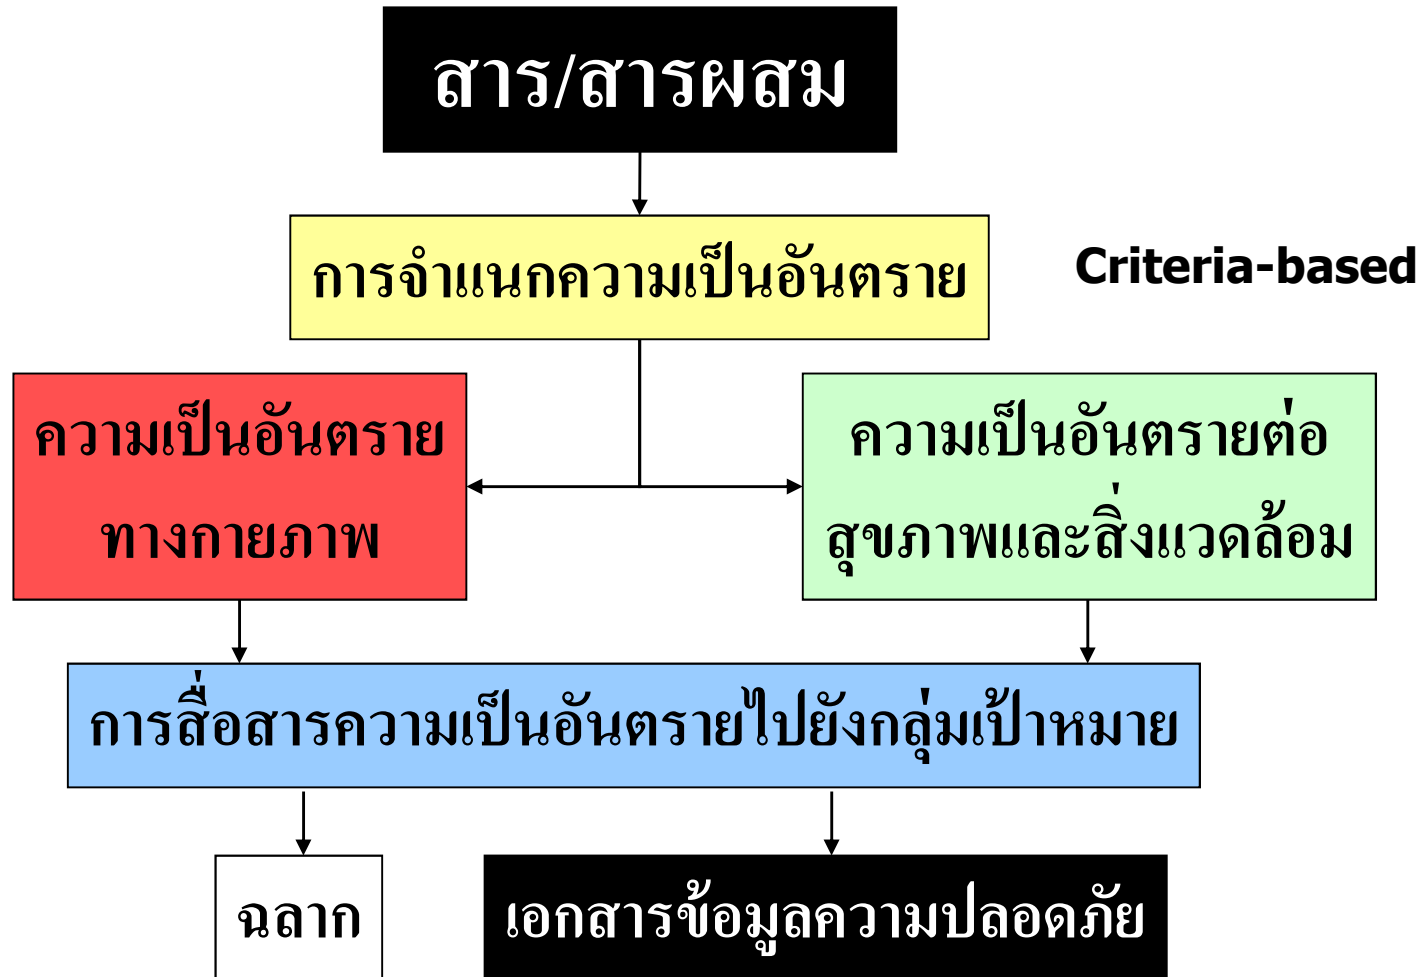 สาร/สารผสม
การจำแนกความเป็นอันตราย
Criteria-based
ความเป็นอันตราย
ทางกายภาพ
ความเป็นอันตรายต่อ
สุขภาพและสิ่งแวดล้อม
การสื่อสารความเป็นอันตรายไปยังกลุ่มเป้าหมาย
ฉลาก
เอกสารข้อมูลความปลอดภัย